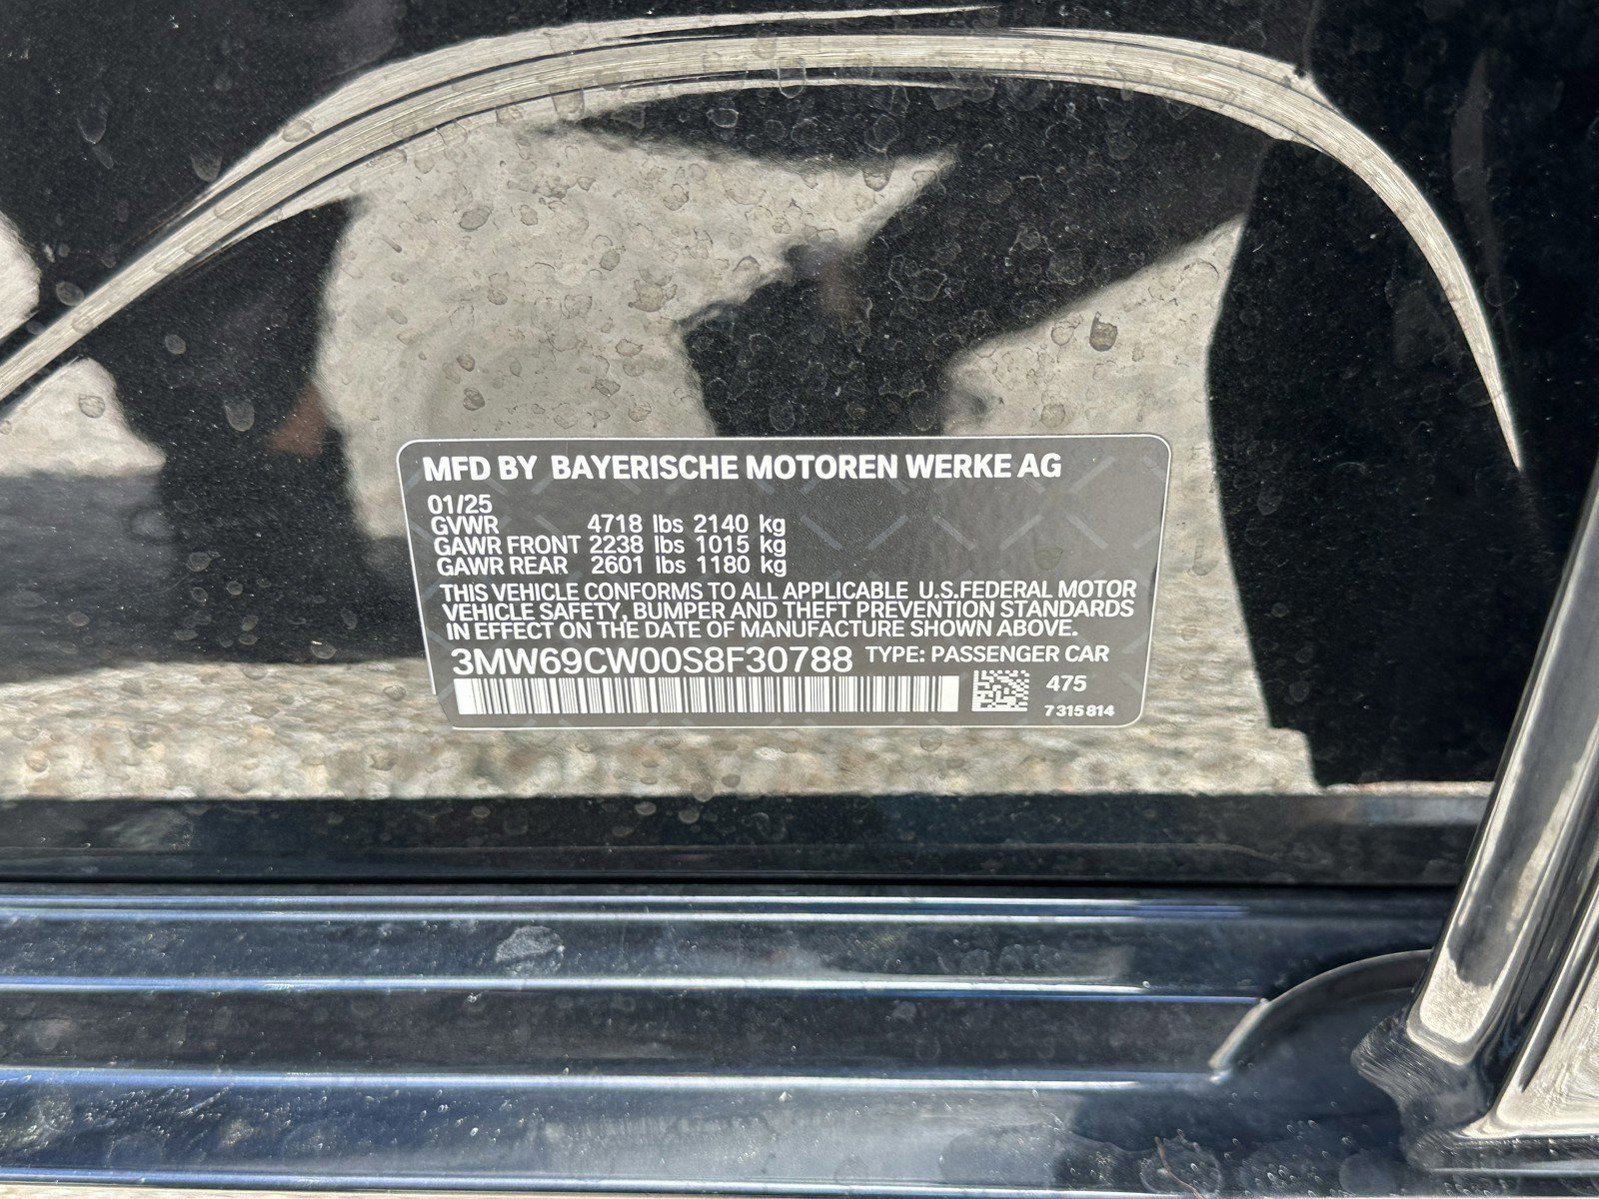 MFD BY BAYERISCHE MOTOREN WERKE AG
01/25
GVWR 4718 lbs 2140 kg
GAWR FRONT 2238 lbs 1015 kg
GAWR REAR 2601 lbs 1180 kg
THIS VEHICLE CONFORMS TO ALL APPLICABLE U.S.FEDERAL MOTOR
VEHICLE SAFETY, BUMPER AND THEFT PREVENTION STANDARDS
IN EFFECT ON THE DATE OF MANUFACTURE SHOWN ABOVE.
3MW69CW00S8F30788 TYPE: PASSENGER CAR
475
7 315 814